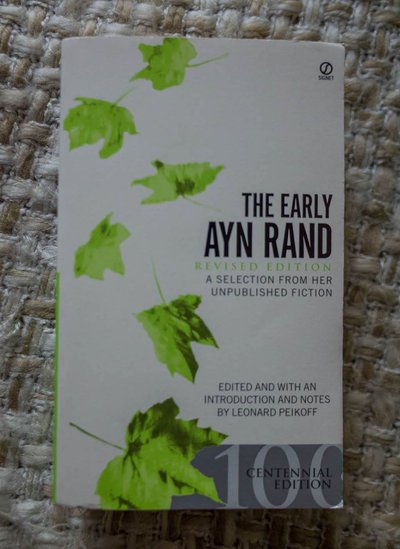 SIGNET
THE EARLY
AYN RAND
REVISED EDITION
A SELECTION FROM HER
UNPUBLISHED FICTION
EDITED AND WITH AN
INTRODUCTION AND NOTES
BY LEONARD PEIKOFF
100
CENTENNIAL
EDITION